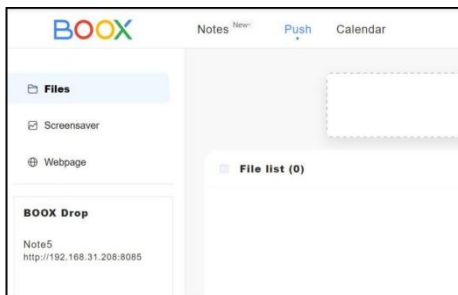 BOOX
Notes New~
Push
Calendar
Files
Screensaver
Webpage
File list (0)
BOOX Drop
Note5
http://192.168.31.208:8085